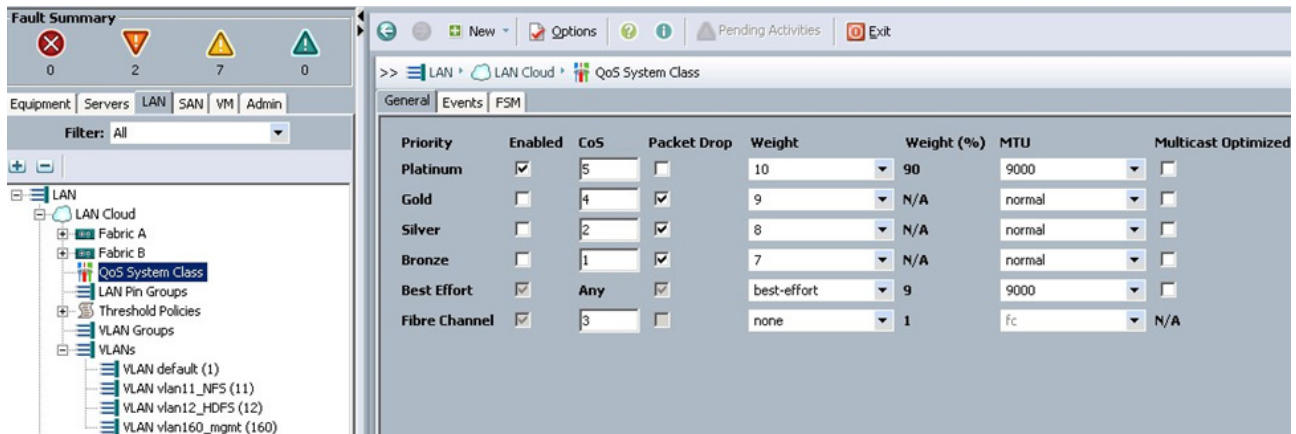 Fault Summary
0 2 7 0
Equipment Servers LAN SAN VM Admin
Filter: All
LAN
LAN Cloud
Fabric A
Fabric B
QoS System Class
LAN Pin Groups
Threshold Policies
VLAN Groups
VLANs
VLAN default (1)
VLAN vlan11_NFS (11)
VLAN vlan12_HDFS (12)
VLAN vlan160_mgmt (160)
New Options Pending Activities Exit
>> LAN LAN Cloud QoS System Class
General Events FSM
Priority Enabled CoS Packet Drop Weight Weight (%) MTU Multicast Optimized
Platinum 5 10 90 9000
Gold 4 9 N/A normal
Silver 2 8 N/A normal
Bronze 1 7 N/A normal
Best Effort Any best-effort 9 9000
Fibre Channel 3 none 1 fc N/A